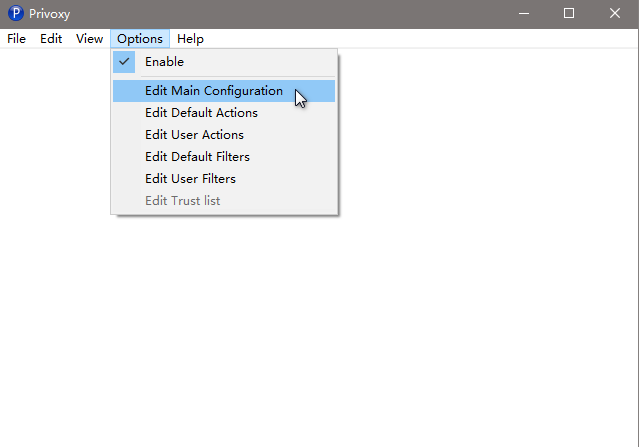 P Privoxy
File Edit View Options Help
Enable
Edit Main Configuration
Edit Default Actions
Edit User Actions
Edit Default Filters
Edit User Filters
Edit Trust list